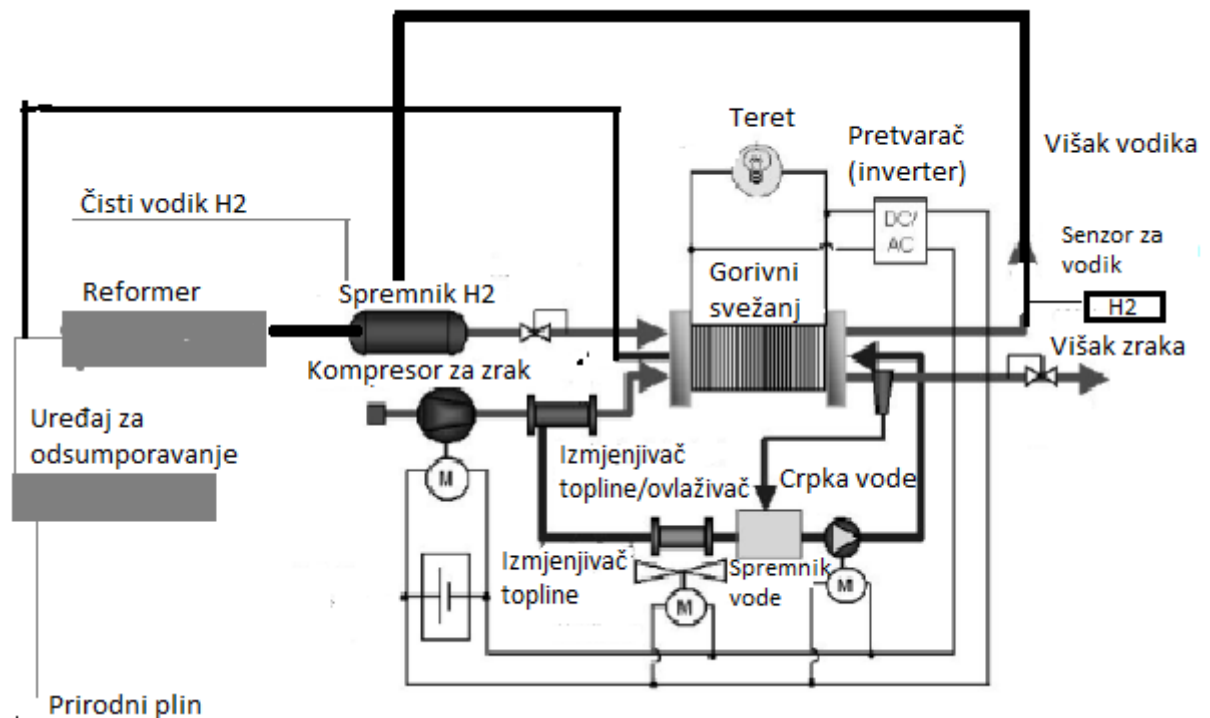 Teret
Pretvarač
(inverter)
Višak vodika
Čisti vodik H2
DC/
AC
Senzor za
vodik
Reformer
Spremnik H2
Gorivni
svežanj
H2
Višak zraka
Kompresor za zrak
Uređaj za
odsumporavanje
Izmjenjivač
topline/ovlaživač
Crpka vode
M
Izmjenjivač
topline
Spremnik
vode
M
M
Prirodni plin